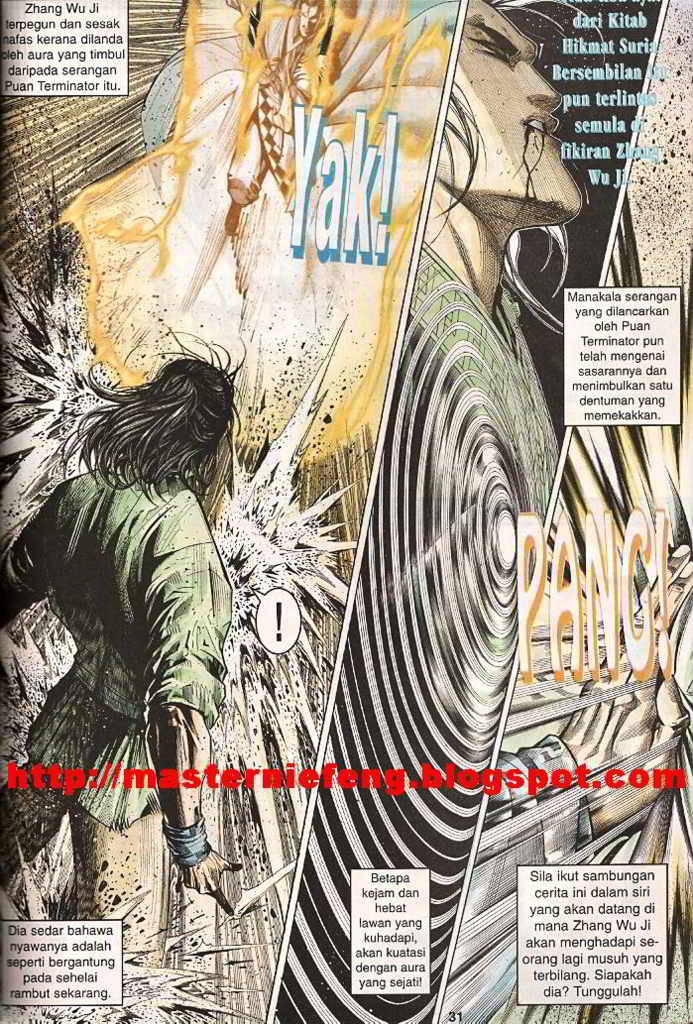 Zhang Wu Ji
terpegun dan sesak
nafas kerana dilanda
oleh aura yang timbul
daripada serangan
Puan Terminator itu.
Yak!
dari Kitab
Hikmat Suria
Bersembilan
pun terlintas
semula di
fikiran Zhang
Wu Ji.
Manakala serangan
yang dilancarkan
oleh Puan
Terminator pun
telah mengenai
sasarannya dan
menimbulkan satu
dentuman yang
memekakkan.
PANG!
!
http://masterniefeng.blogspot.com
Dia sedar bahawa
nyawanya adalah
seperti bergantung
pada sehelai
rambut sekarang.
Betapa
kejam dan
hebat
lawan yang
kuhadapi,
akan kuatasi
dengan aura
yang sejati!
Sila ikut sambungan
cerita ini dalam siri
yang akan datang di
mana Zhang Wu Ji
akan menghadapi se-
orang lagi musuh yang
terbilang. Siapakah
dia? Tunggulah!
31